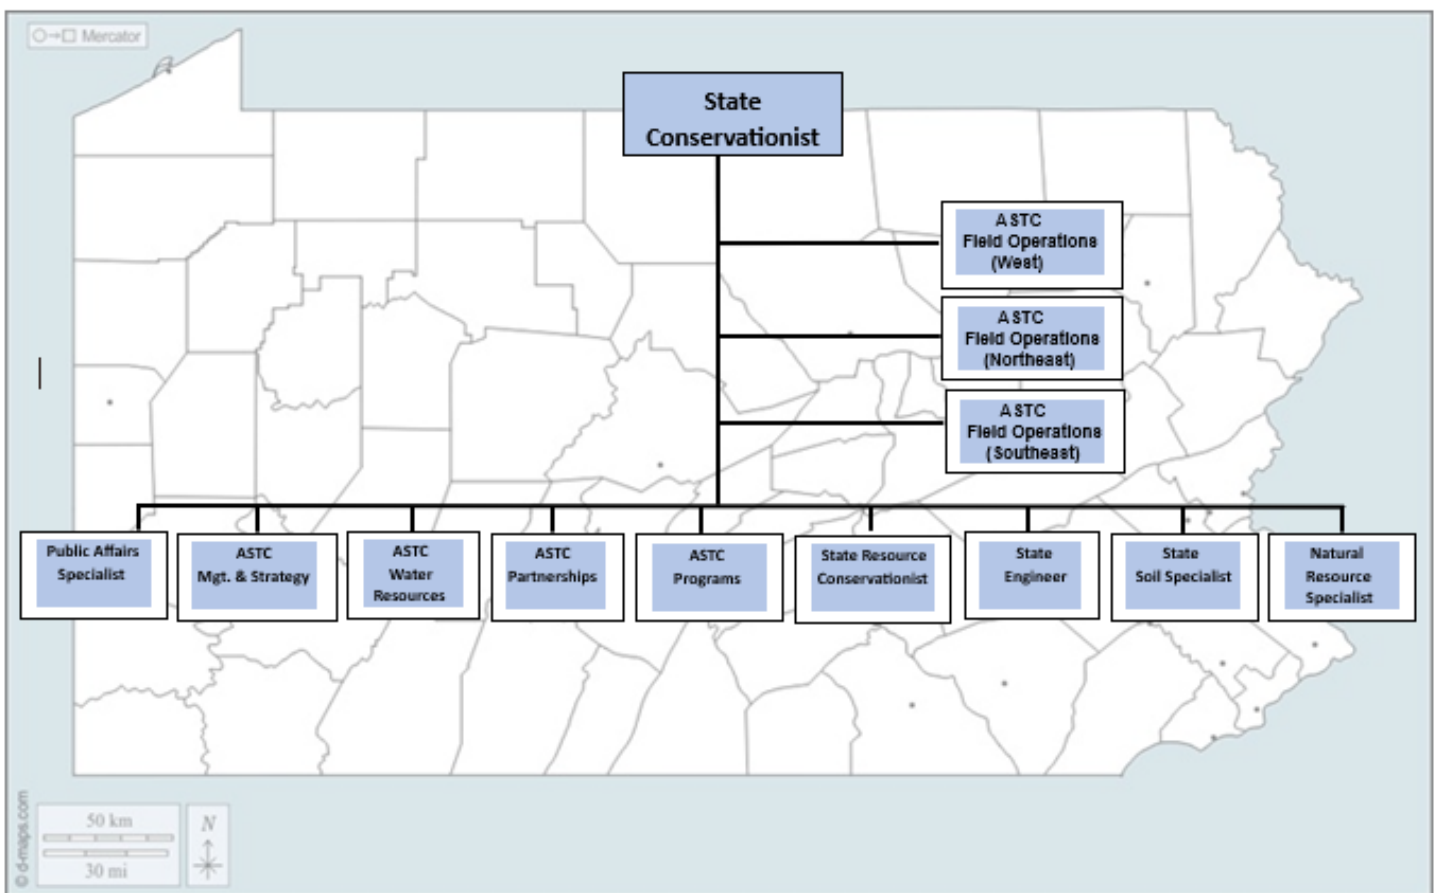 Mercator
State
Conservationist
ASTC
Field Operations
(West)
ASTC
Field Operations
(Northeast)
ASTC
Field Operations
(Southeast)
Public Affairs
Specialist
ASTC
Mgt. & Strategy
ASTC
Water
Resources
ASTC
Partnerships
ASTC
Programs
State Resource
Conservationist
State
Engineer
State
Soil Specialist
Natural
Resource
Specialist
© d-maps.com
50 km
30 mi
N